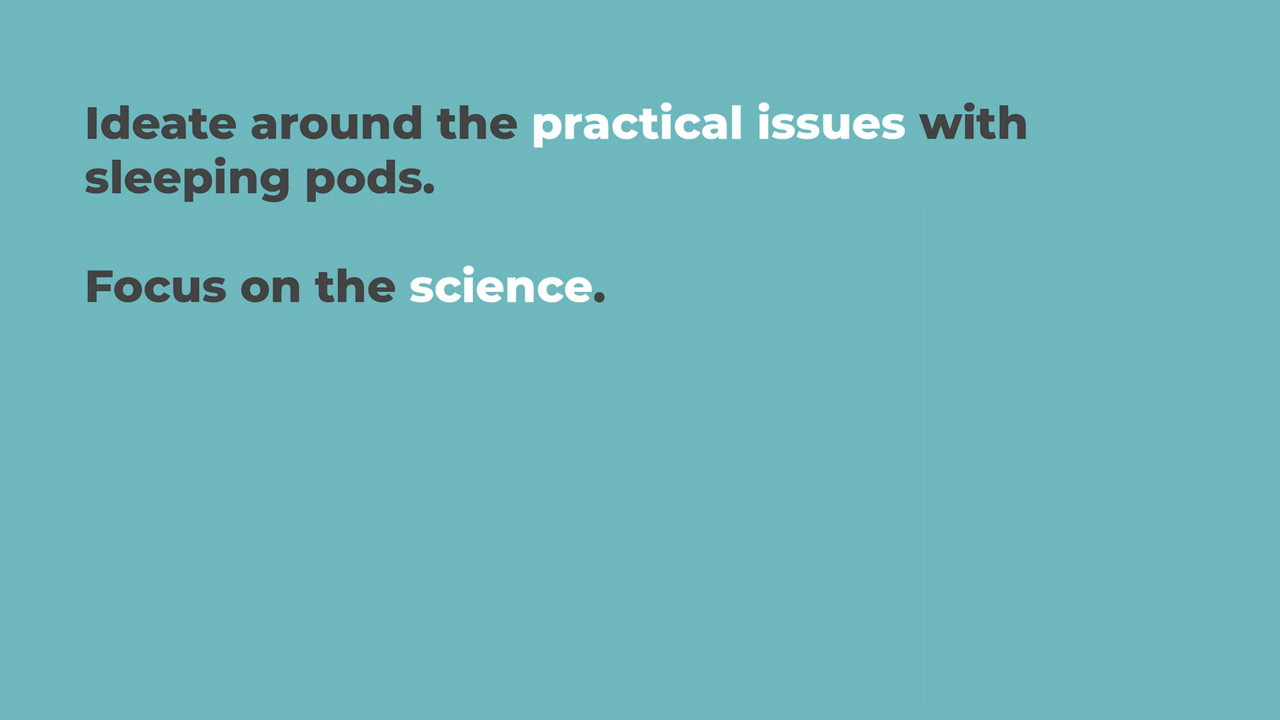 Ideate around the practical issues with
sleeping pods.
Focus on the science.